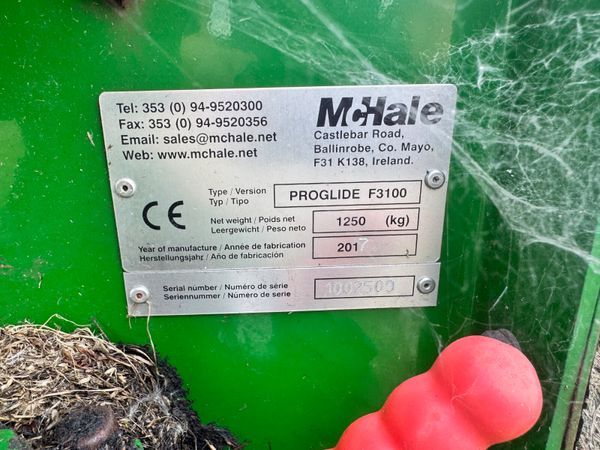 Tel: 353 (0) 94-9520300
Fax: 353 (0) 94-9520356
Email: sales@mchale.net
Web: www.mchale.net
McHale
Castlebar Road,
Ballinrobe, Co. Mayo,
F31 K138, Ireland.
CE
Type / Version
Typ / Tipo
PROGLIDE F3100
Net weight / Poids net
Leergewicht / Peso neto
1250 (kg)
Year of manufacture / Année de fabrication
Herstellungsjahr / Año de fabricación
2017
Serial number / Numéro de série
Seriennummer / Número de serie
1002500